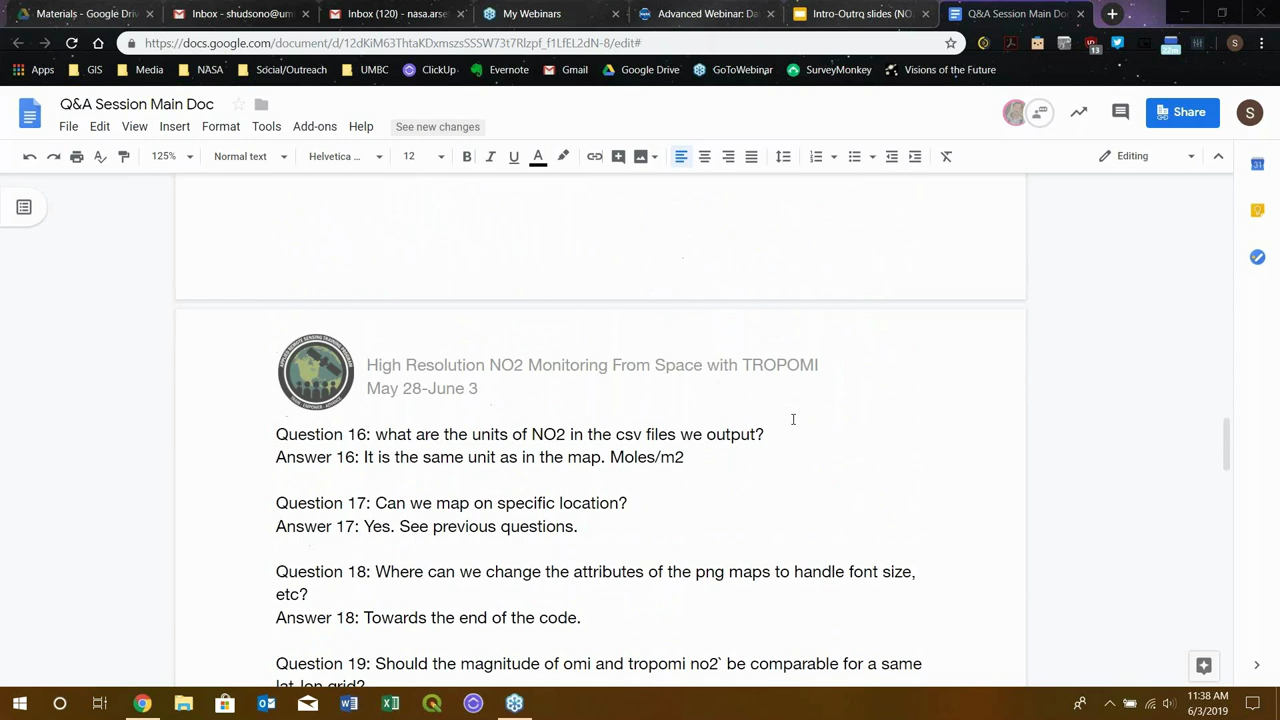 Materials - Google Driv
Inbox - shudsono@um
Inbox (120) - nasa.arse
My Webinars
Advanced Webinar: Da
Intro-Outro slides (NO
Q&A Session Main Doc
https://docs.google.com/document/d/12dKiM63ThtaKDxmszsSSSW73t7Rlzpf_f1LfEL2dN-8/edit#
Apps
GIS
Media
NASA
Social/Outreach
UMBC
ClickUp
Evernote
Gmail
Google Drive
GoToWebinar
SurveyMonkey
Visions of the Future
Q&A Session Main Doc
File Edit View Insert Format Tools Add-ons Help See new changes
Share
S
125% Normal text Helvetica ... 12 B I U A Editing
High Resolution NO2 Monitoring From Space with TROPOMI
May 28-June 3
Question 16: what are the units of NO2 in the csv files we output?
Answer 16: It is the same unit as in the map. Moles/m2
Question 17: Can we map on specific location?
Answer 17: Yes. See previous questions.
Question 18: Where can we change the attributes of the png maps to handle font size,
etc?
Answer 18: Towards the end of the code.
Question 19: Should the magnitude of omi and tropomi no2` be comparable for a same
lat-lon grid?
11:38 AM
6/3/2019